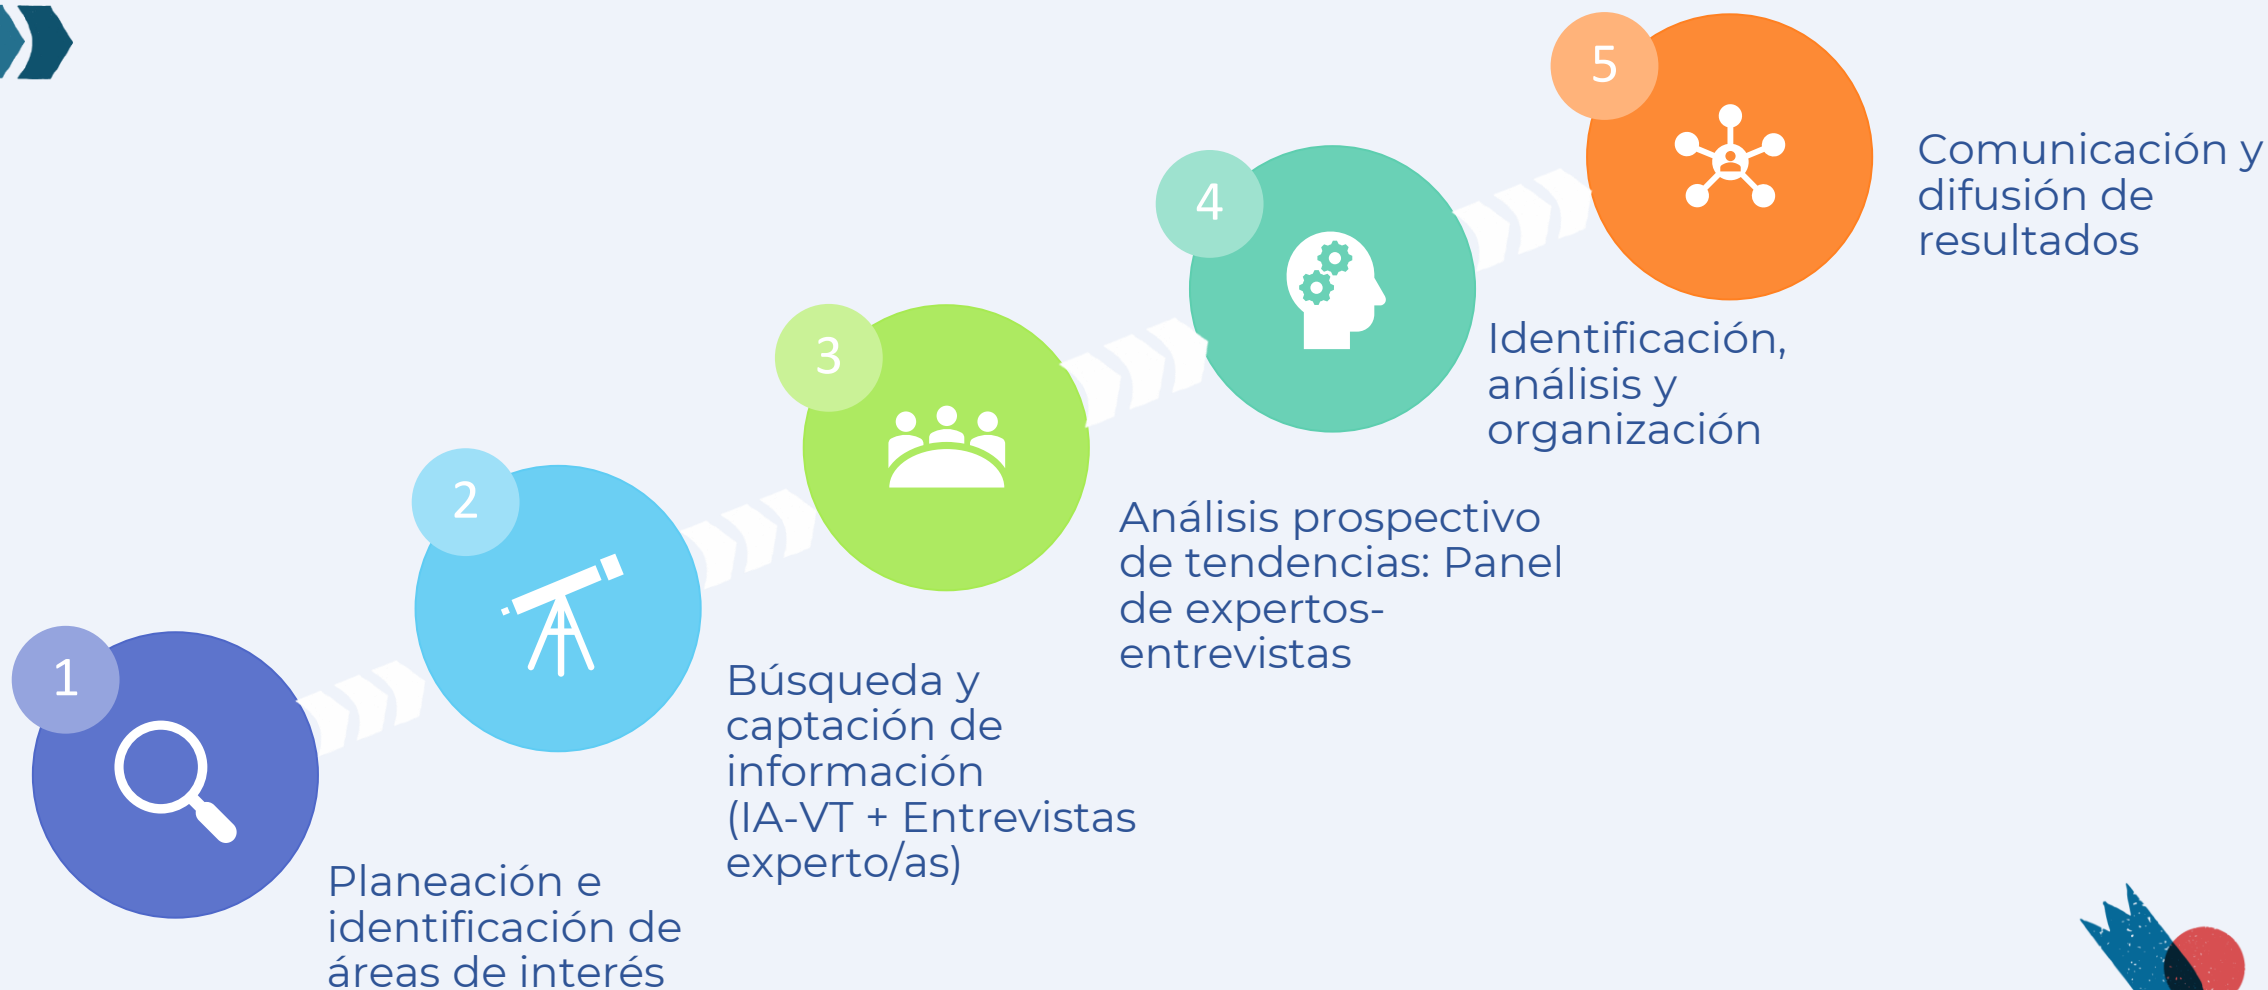 1
Planeación e
identificación de
áreas de interés
2
Búsqueda y
captación de
información
(IA-VT + Entrevistas
experto/as)
3
Análisis prospectivo
de tendencias: Panel
de expertos-
entrevistas
4
Identificación,
análisis y
organización
5
Comunicación y
difusión de
resultados